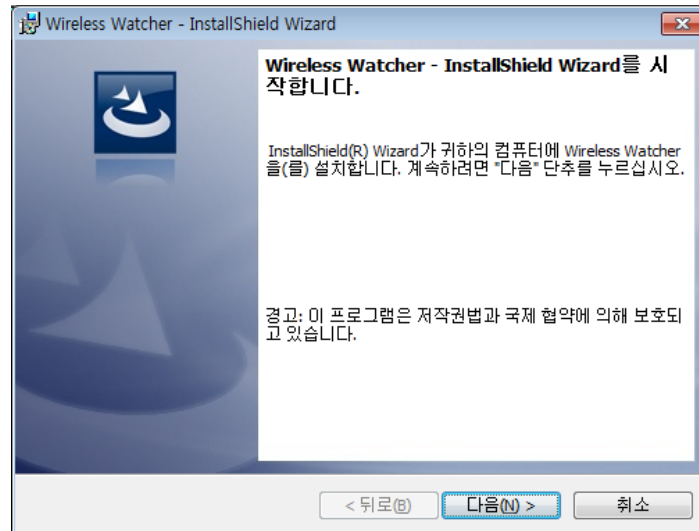 Wireless Watcher - InstallShield Wizard
Wireless Watcher - InstallShield Wizard를 시
작합니다.
InstallShield(R) Wizard가 귀하의 컴퓨터에 Wireless Watcher
을(를) 설치합니다. 계속하려면 "다음" 단추를 누르십시오.
경고: 이 프로그램은 저작권법과 국제 협약에 의해 보호되
고 있습니다.
< 뒤로(B) 다음(N) > 취소